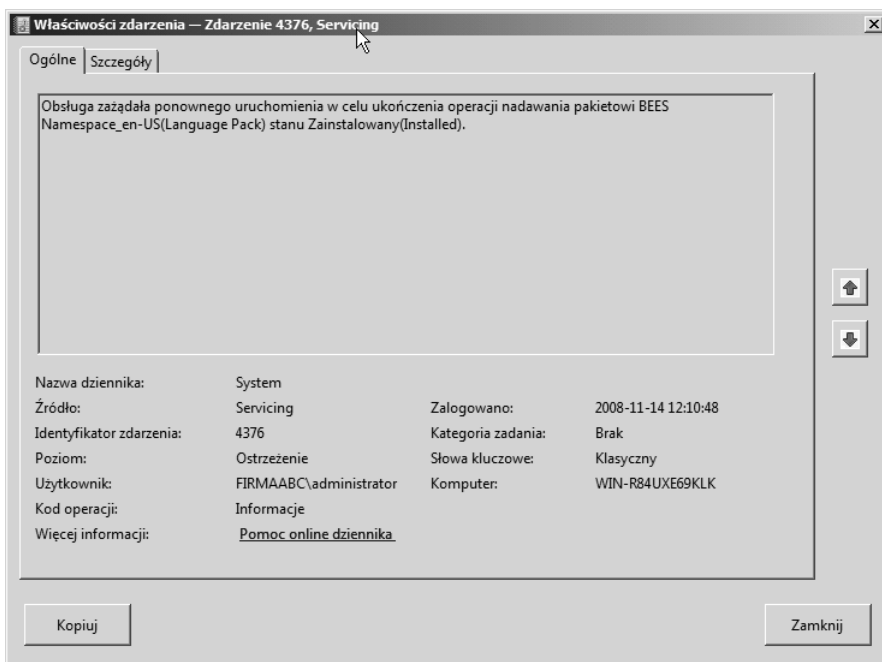 Właściwości zdarzenia — Zdarzenie 4376, Servicing
Ogólne Szczegóły
Obsługa zażądała ponownego uruchomienia w celu ukończenia operacji nadawania pakietowi BEES
Namespace_en-US(Language Pack) stanu Zainstalowany(Installed).
Nazwa dziennika: System
Źródło: Servicing Zalogowano: 2008-11-14 12:10:48
Identyfikator zdarzenia: 4376 Kategoria zadania: Brak
Poziom: Ostrzeżenie Słowa kluczowe: Klasyczny
Użytkownik: FIRMAABC\administrator Komputer: WIN-R84UXE69KLK
Kod operacji: Informacje
Więcej informacji: Pomoc online dziennika
Kopiuj Zamknij